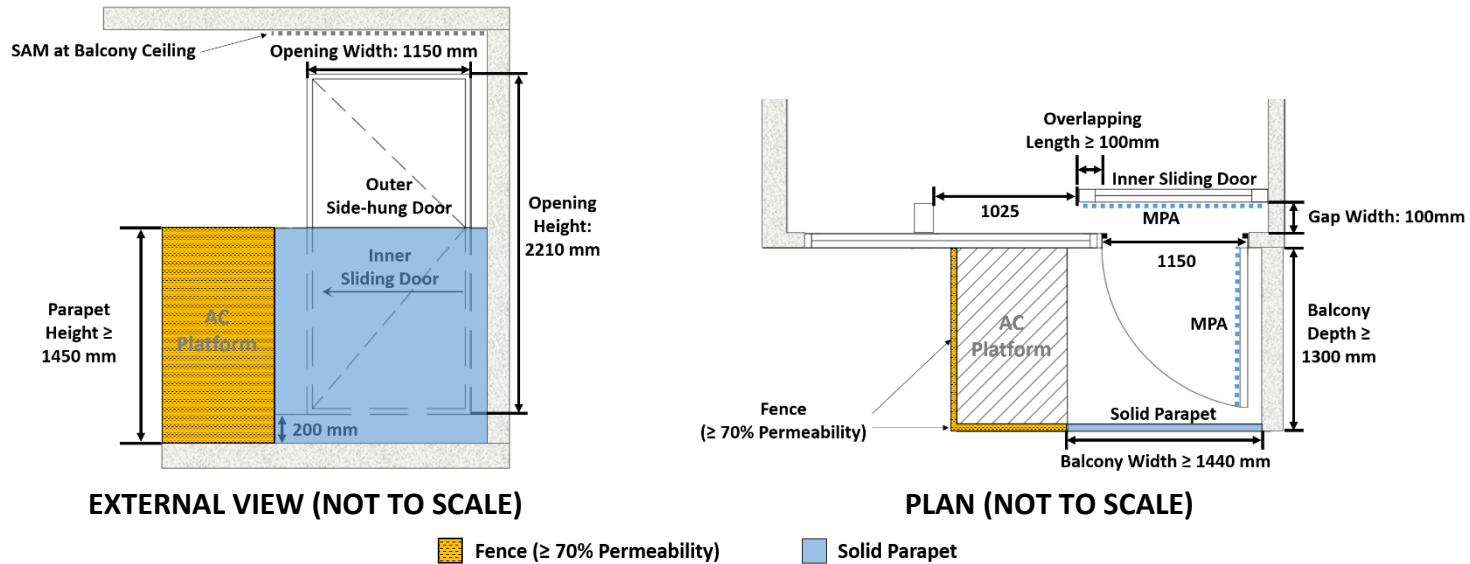 SAM at Balcony Ceiling
Opening Width: 1150 mm
Outer
Side-hung Door
Opening
Height:
2210 mm
Inner
Sliding Door
Parapet
Height ≥
1450 mm
AC
Platform
200 mm
EXTERNAL VIEW (NOT TO SCALE)
Overlapping
Length ≥ 100mm
Inner Sliding Door
1025
MPA
Gap Width: 100mm
1150
AC
Platform
MPA
Balcony
Depth ≥
1300 mm
Fence
(≥ 70% Permeability)
Solid Parapet
Balcony Width ≥ 1440 mm
PLAN (NOT TO SCALE)
Fence (≥ 70% Permeability)
Solid Parapet